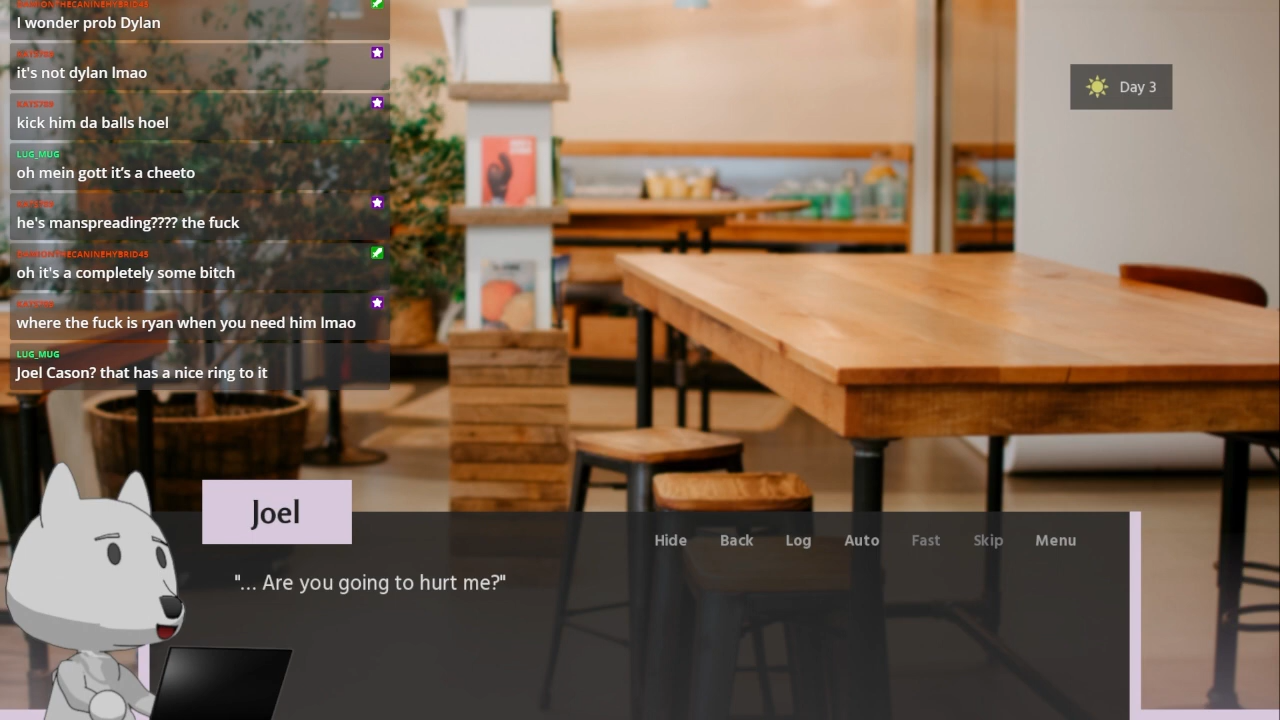 I wonder prob Dylan
it's not dylan lmao
kick him da balls hoel
LUG_MUG
oh mein gott it's a cheeto
he's manspreading???? the fuck
oh it's a completely some bitch
where the fuck is ryan when you need him lmao
LUG_MUG
Joel Cason? that has a nice ring to it
Day 3
Joel
Hide Back Log Auto Fast Skip Menu
"... Are you going to hurt me?"